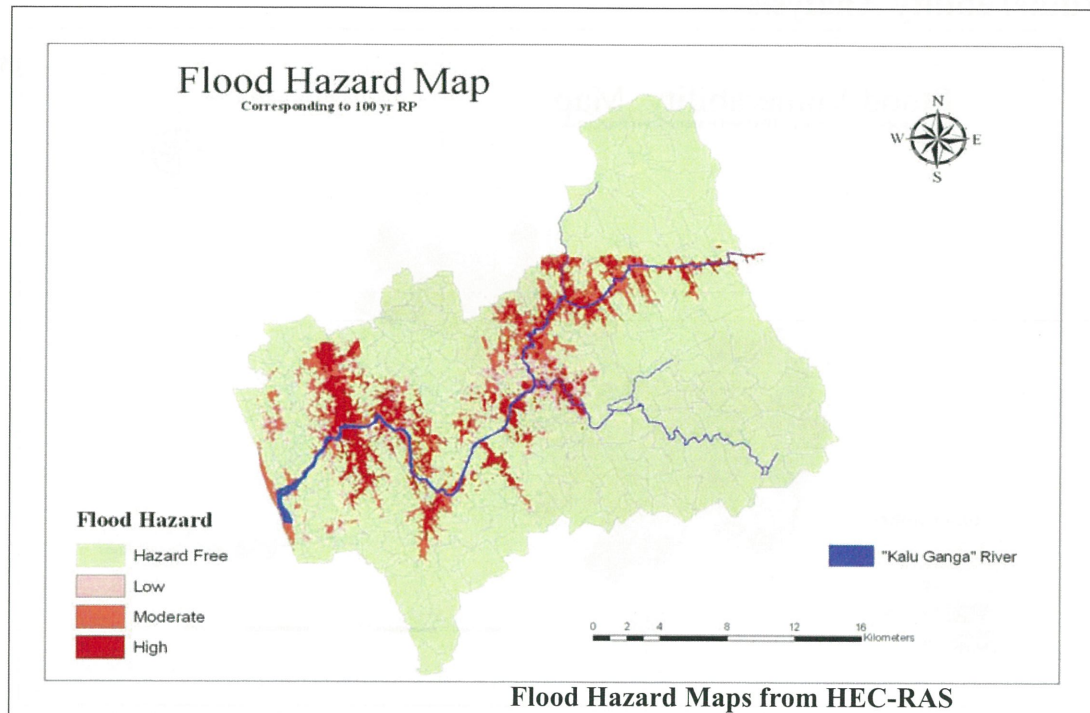 Flood Hazard Map
Corresponding to 100 yr RP
N
W E
S
Flood Hazard
Hazard Free
Low
Moderate
High
"Kalu Ganga" River
0 2 4 8 12 16
Kilometers
Flood Hazard Maps from HEC-RAS